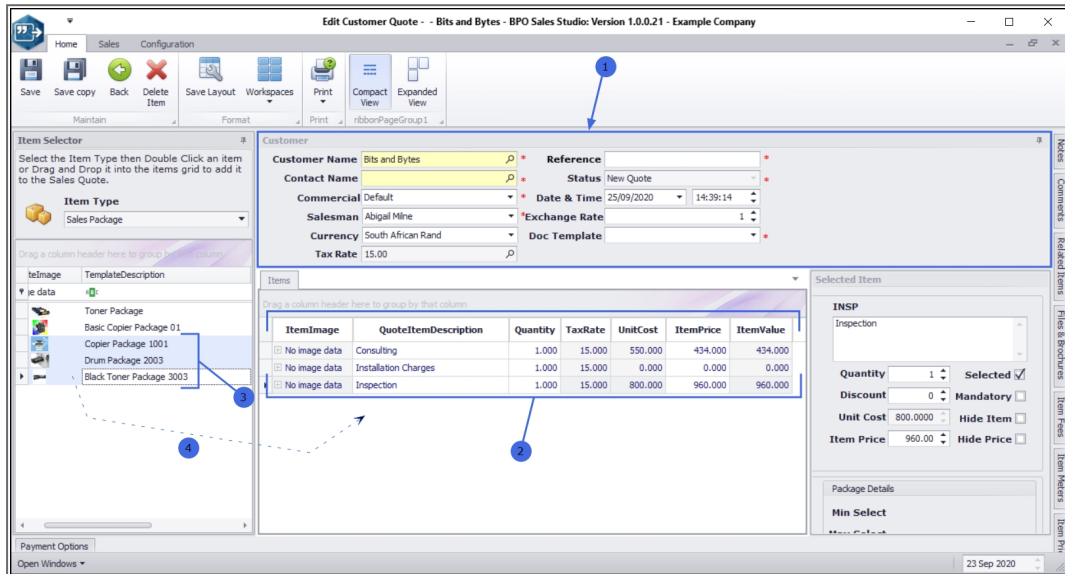 Edit Customer Quote - - Bits and Bytes - BPO Sales Studio: Version 1.0.0.21 - Example Company
Home Sales Configuration
Save Save copy Back Delete Item Save Layout Workspaces Print Compact View Expanded View
Maintain Format Print ribbonPageGroup1
1
Item Selector
Select the Item Type then Double Click an item
or Drag and Drop it into the items grid to add it
to the Sales Quote.
Item Type
Sales Package
Drag a column header here to group by that column
teImage TemplateDescription
e data
Toner Package
Basic Copier Package 01
Copier Package 1001
Drum Package 2003
Black Toner Package 3003
3
4
Payment Options
Open Windows
Customer
Customer Name Bits and Bytes * Reference *
Contact Name * Status New Quote *
Commercial Default * Date & Time 25/09/2020 14:39:14
Salesman Abigail Milne * Exchange Rate 1
Currency South African Rand Doc Template *
Tax Rate 15.00
Items
Drag a column header here to group by that column
ItemImage QuoteItemDescription Quantity TaxRate UnitCost ItemPrice ItemValue
No image data Consulting 1.000 15.000 550.000 434.000 434.000
No image data Installation Charges 1.000 15.000 0.000 0.000 0.000
No image data Inspection 1.000 15.000 800.000 960.000 960.000
2
Selected Item
INSP
Inspection
Quantity 1 Selected
Discount 0 Mandatory
Unit Cost 800.0000 Hide Item
Item Price 960.00 Hide Price
Package Details
Min Select
Notes
Comments
Related Items
Files & Brochures
Item Fees
Item Meters
Item Pri
23 Sep 2020